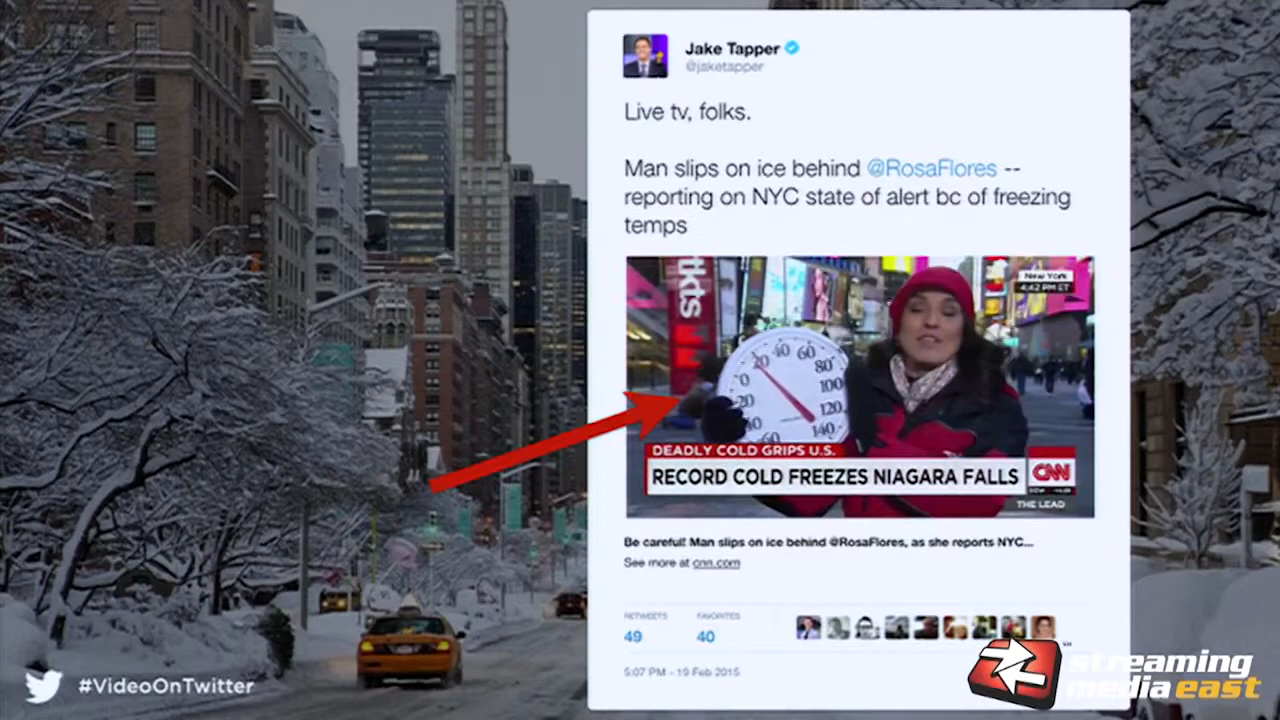 Jake Tapper
@jaketapper
Live tv, folks.
Man slips on ice behind @RosaFlores --
reporting on NYC state of alert bc of freezing
temps
tkts
New York
4:42 PM ET
20 40 60
0 80
20 100
40 120
60 140
DEADLY COLD GRIPS U.S.
RECORD COLD FREEZES NIAGARA FALLS
CNN
THE LEAD
Be careful! Man slips on ice behind @RosaFlores, as she reports NYC...
See more at cnn.com
RETWEETS FAVORITES
49 40
5:07 PM - 19 Feb 2015
#VideoOnTwitter
streaming
media east